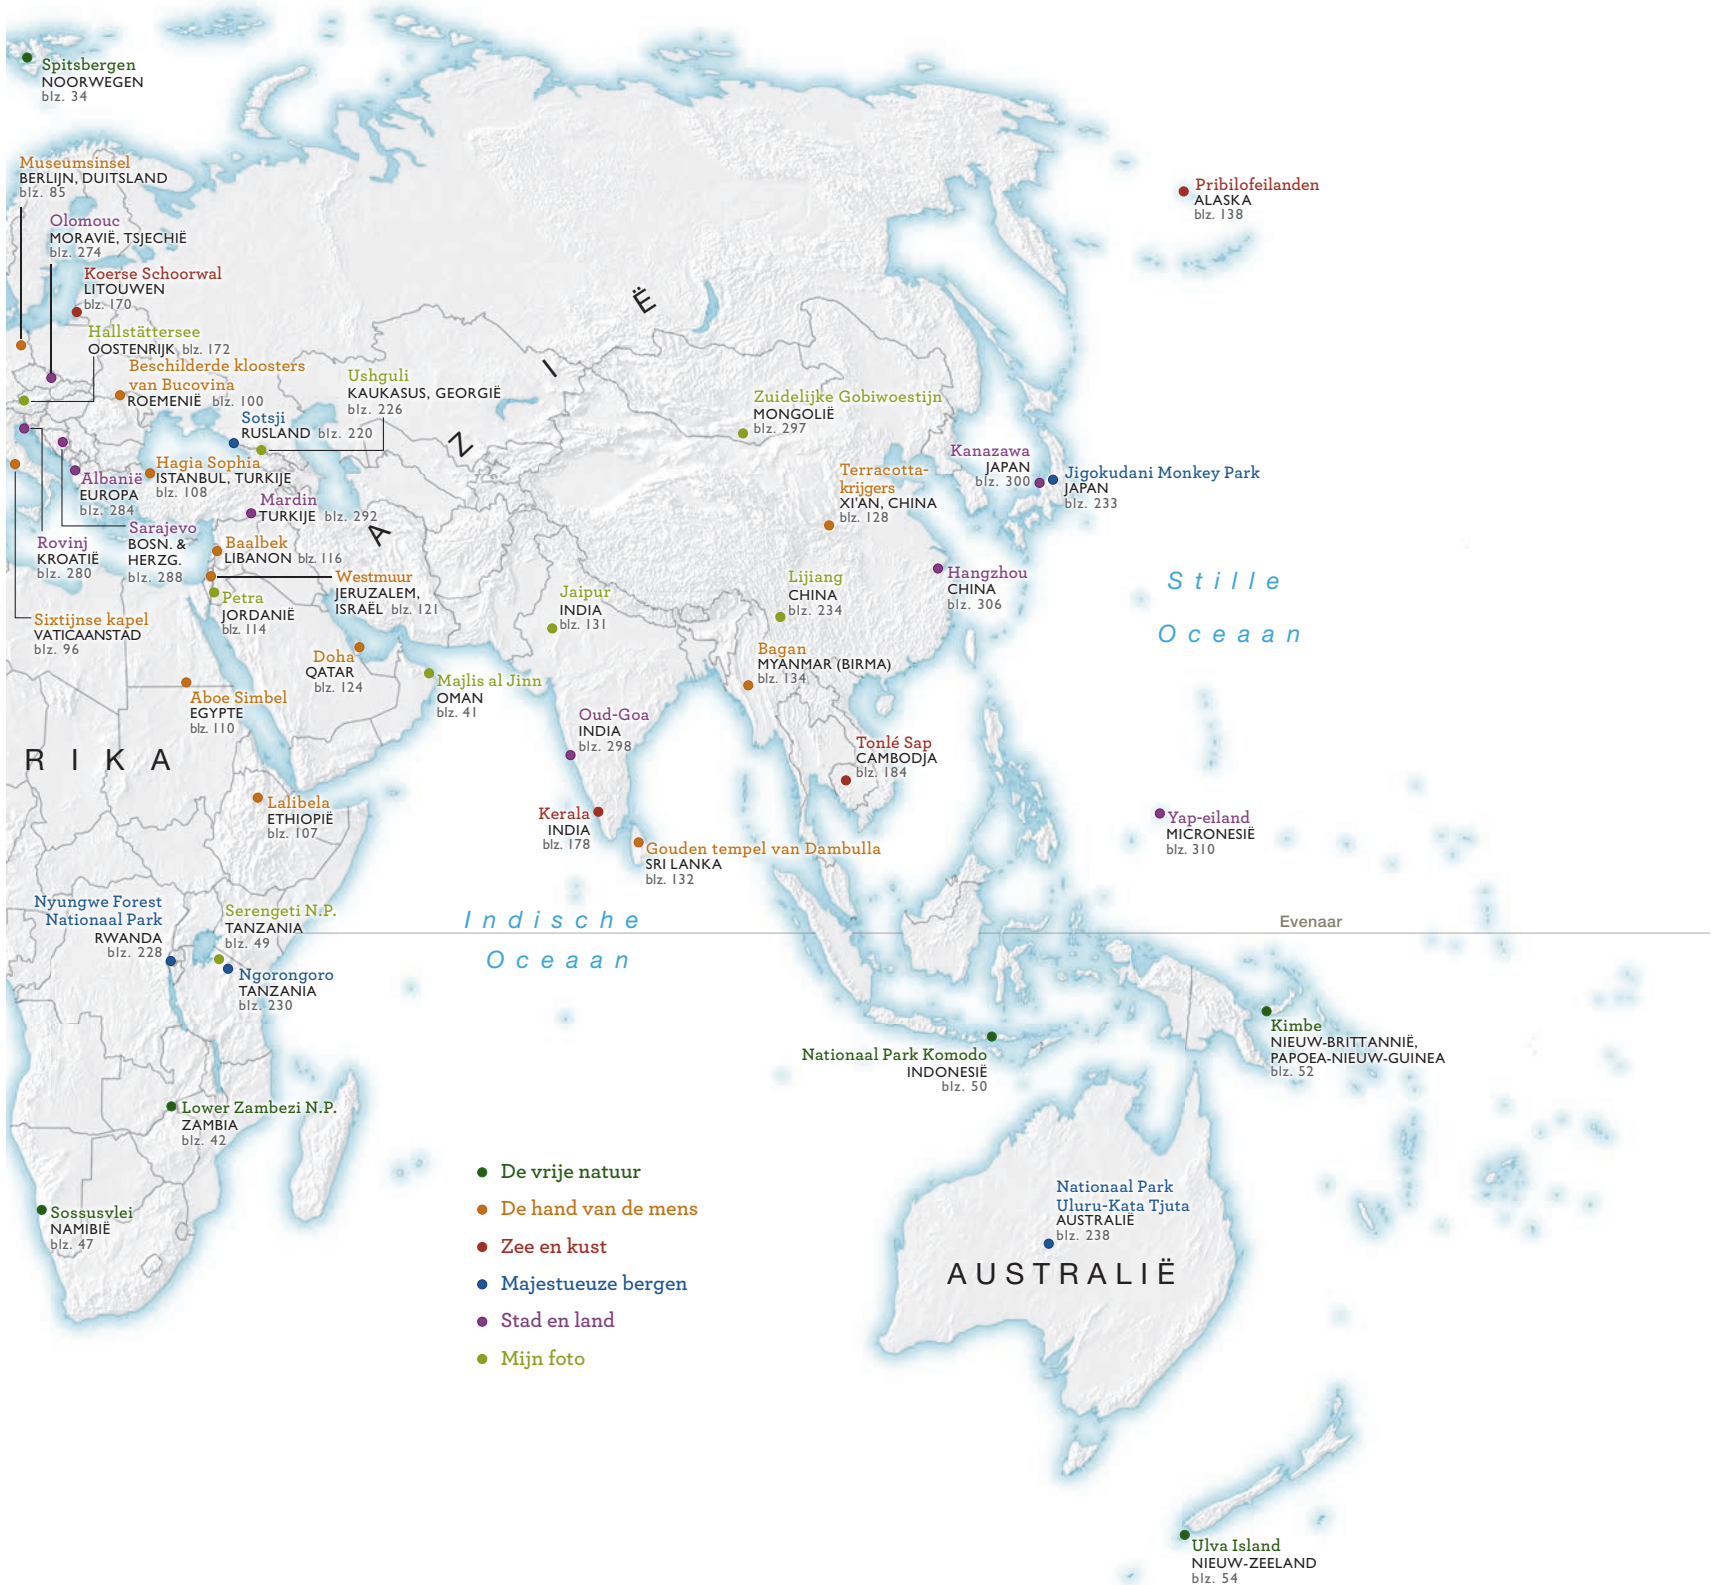 Spitsbergen
NOORWEGEN
blz. 34
Museumsinsel
BERLIJN, DUITSLAND
blz. 85
Olomouc
MORAVIË, TSJECHIË
blz. 274
Koerse Schoorwal
LITOUWEN
blz. 170
Hallstättersee
OOSTENRIJK blz. 172
Beschilderde kloosters
van Bucovina
ROEMENIË blz. 100
Sotsji
RUSLAND blz. 220
Ushguli
KAUKASUS, GEORGIË
blz. 226
Hagia Sophia
ISTANBUL, TURKIJE
blz. 108
Albanië
EUROPA
blz. 284
Mardin
TURKIJE blz. 292
Rovinj
KROATIË
blz. 280
Sarajevo
BOSN. &
HERZG.
blz. 288
Baalbek
LIBANON blz. 116
Westmuur
JERUZALEM,
ISRAËL blz. 121
Petra
JORDANIË
blz. 114
Sixtijnse kapel
VATICAANSTAD
blz. 96
Doha
QATAR
blz. 124
Aboe Simbel
EGYPTE
blz. 110
Majlis al Jinn
OMAN
blz. 41
AZIË
Zuidelijke Gobiwoestijn
MONGOLIË
blz. 297
Terracotta-
krijgers
XI'AN, CHINA
blz. 128
Kanazawa
JAPAN
blz. 300
Jigokudani Monkey Park
JAPAN
blz. 233
Pribilofeilanden
ALASKA
blz. 138
Jaipur
INDIA
blz. 131
Lijiang
CHINA
blz. 234
Hangzhou
CHINA
blz. 306
Bagan
MYANMAR (BIRMA)
blz. 134
Oud-Goa
INDIA
blz. 298
Tonlé Sap
CAMBODJA
blz. 184
Kerala
INDIA
blz. 178
Gouden tempel van Dambulla
SRI LANKA
blz. 132
Stille
Oceaan
Yap-eiland
MICRONESIË
blz. 310
RIKA
Lalibela
ETHIOPIË
blz. 107
Nyungwe Forest
Nationaal Park
RWANDA
blz. 228
Serengeti N.P.
TANZANIA
blz. 49
Ngorongoro
TANZANIA
blz. 230
Indische
Oceaan
Evenaar
Kimbe
NIEUW-BRITTANNIË,
PAPOEA-NIEUW-GUINEA
blz. 52
Nationaal Park Komodo
INDONESIË
blz. 50
Lower Zambezi N.P.
ZAMBIA
blz. 42
Sossusvlei
NAMIBIË
blz. 47
De vrije natuur
De hand van de mens
Zee en kust
Majestueuze bergen
Stad en land
Mijn foto
Nationaal Park
Uluru-Kata Tjuta
AUSTRALIË
blz. 238
AUSTRALIË
Ulva Island
NIEUW-ZEELAND
blz. 54